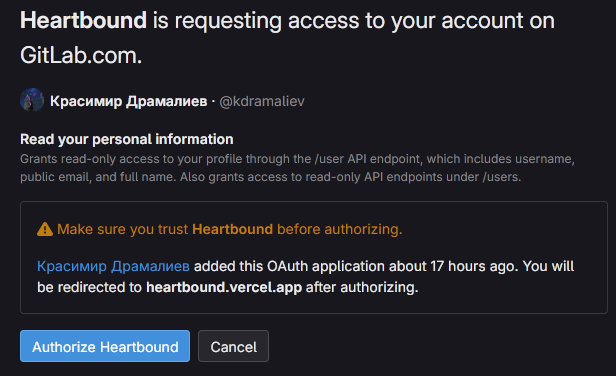 Heartbound is requesting access to your account on
GitLab.com.
Красимир Драмалиев · @kdramaliev
Read your personal information
Grants read-only access to your profile through the /user API endpoint, which includes username,
public email, and full name. Also grants access to read-only API endpoints under /users.
Make sure you trust Heartbound before authorizing.
Красимир Драмалиев added this OAuth application about 17 hours ago. You will
be redirected to heartbound.vercel.app after authorizing.
Authorize Heartbound
Cancel